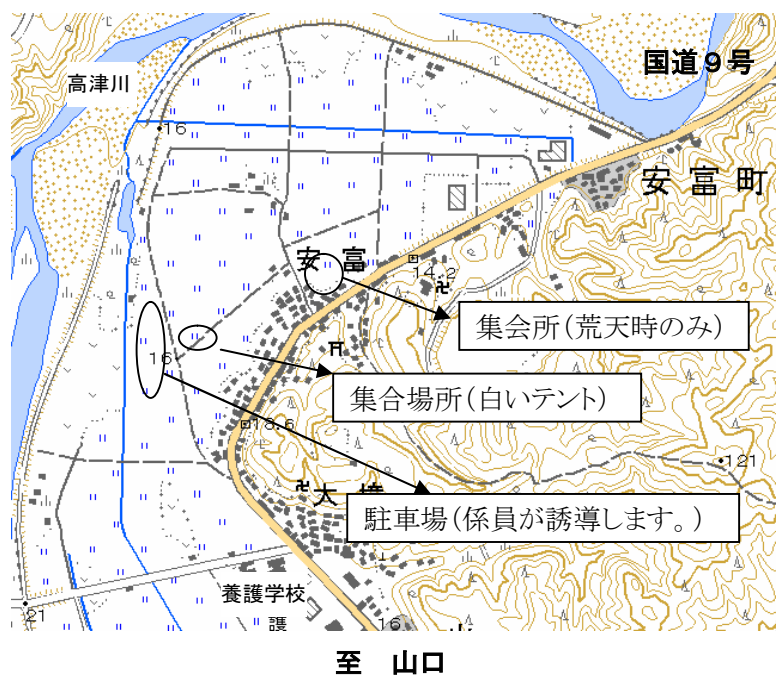 国道９号
高津川
16
安富町
安富
14.2
集会所（荒天時のみ）
16
集合場所（白いテント）
18.6
121
大境
駐車場（係員が誘導します。）
養護学校
護
21
16
至　山口